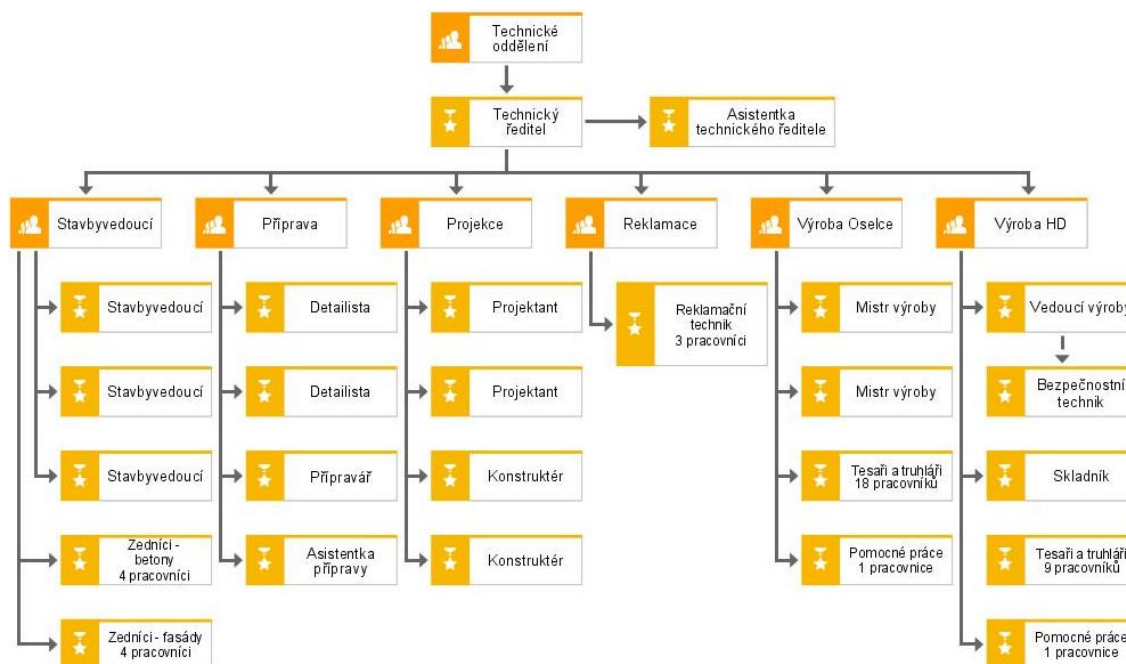 Technické
oddělení
Technický
ředitel
Asistentka
technického ředitele
Stavbyvedoucí
Příprava
Projekce
Reklamace
Výroba Oselce
Výroba HD
Stavbyvedoucí
Detailista
Projektant
Reklamační
technik
3 pracovníci
Mistr výroby
Vedoucí výroby
Stavbyvedoucí
Detailista
Projektant
Mistr výroby
Bezpečnostní
technik
Stavbyvedoucí
Přípravář
Konstruktér
Tesaři a truhláři
18 pracovníků
Skladník
Zedníci -
betony
4 pracovníci
Asistentka
přípravy
Konstruktér
Pomocné práce
1 pracovnice
Tesaři a truhláři
9 pracovníků
Zedníci - fasády
4 pracovníci
Pomocné práce
1 pracovnice